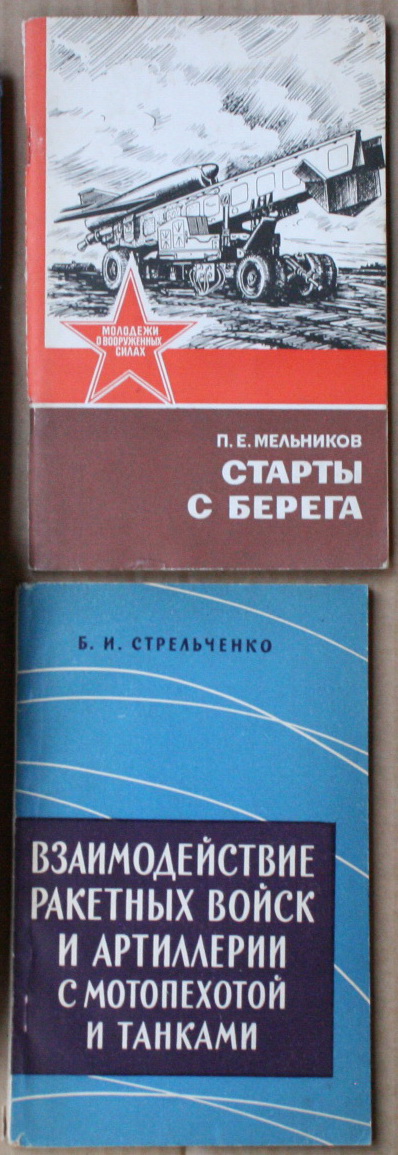 МОЛОДЕЖИ
О ВООРУЖЕННЫХ
СИЛАХ
П. Е. МЕЛЬНИКОВ
СТАРТЫ
С БЕРЕГА
Б. И. СТРЕЛЬЧЕНКО
ВЗАИМОДЕЙСТВИЕ
РАКЕТНЫХ ВОЙСК
И АРТИЛЛЕРИИ
С МОТОПЕХОТОЙ
И ТАНКАМИ